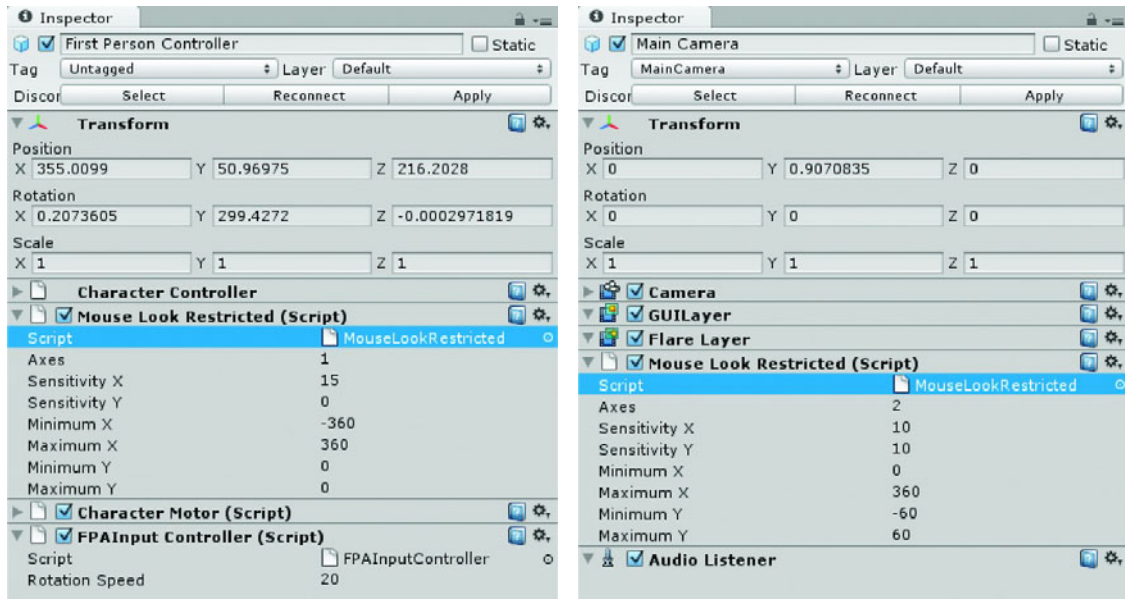 Inspector
First Person Controller Static
Tag Untagged Layer Default
Discor Select Reconnect Apply
Transform
Position
X 355.0099 Y 50.96975 Z 216.2028
Rotation
X 0.2073605 Y 299.4272 Z -0.0002971819
Scale
X 1 Y 1 Z 1
Character Controller
Mouse Look Restricted (Script)
Script MouseLookRestricted
Axes 1
Sensitivity X 15
Sensitivity Y 0
Minimum X -360
Maximum X 360
Minimum Y 0
Maximum Y 0
Character Motor (Script)
FPAInput Controller (Script)
Script FPAInputController
Rotation Speed 20
Inspector
Main Camera Static
Tag MainCamera Layer Default
Discor Select Reconnect Apply
Transform
Position
X 0 Y 0.9070835 Z 0
Rotation
X 0 Y 0 Z 0
Scale
X 1 Y 1 Z 1
Camera
GUILayer
Flare Layer
Mouse Look Restricted (Script)
Script MouseLookRestricted
Axes 2
Sensitivity X 10
Sensitivity Y 10
Minimum X 0
Maximum X 360
Minimum Y -60
Maximum Y 60
Audio Listener